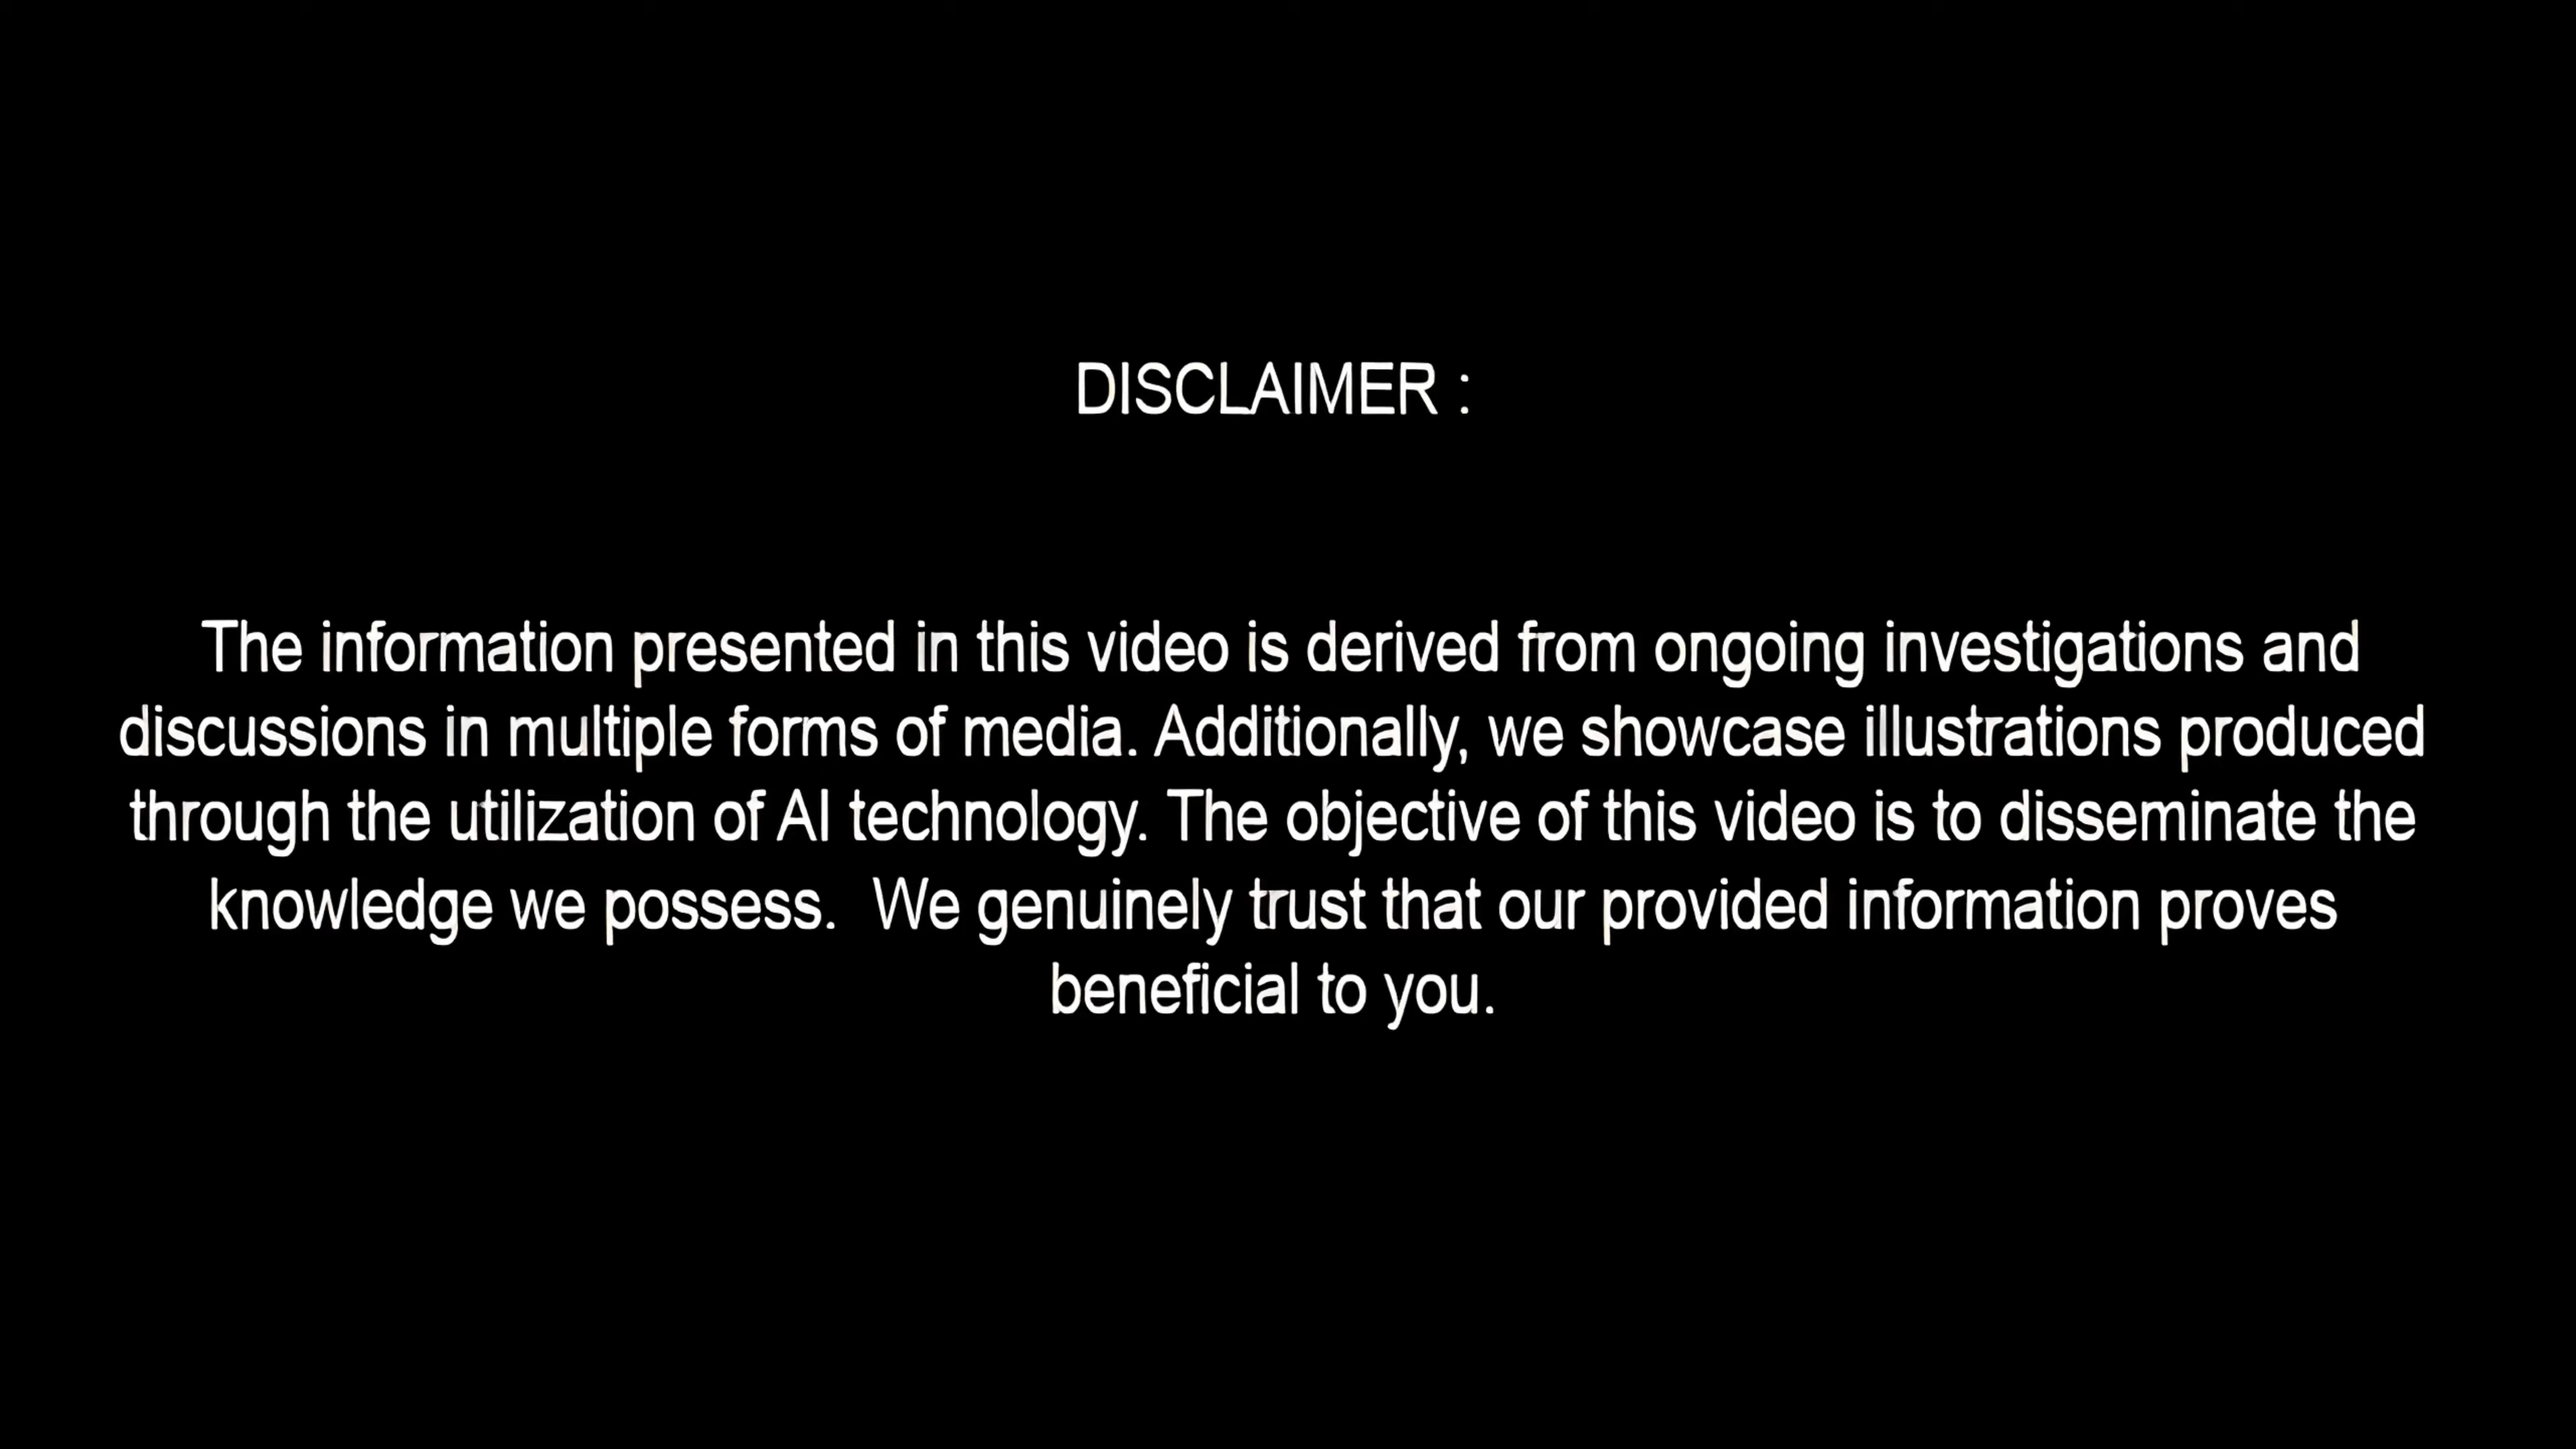 DISCLAIMER :
The information presented in this video is derived from ongoing investigations and
discussions in multiple forms of media. Additionally, we showcase illustrations produced
through the utilization of AI technology. The objective of this video is to disseminate the
knowledge we possess.  We genuinely trust that our provided information proves
beneficial to you.